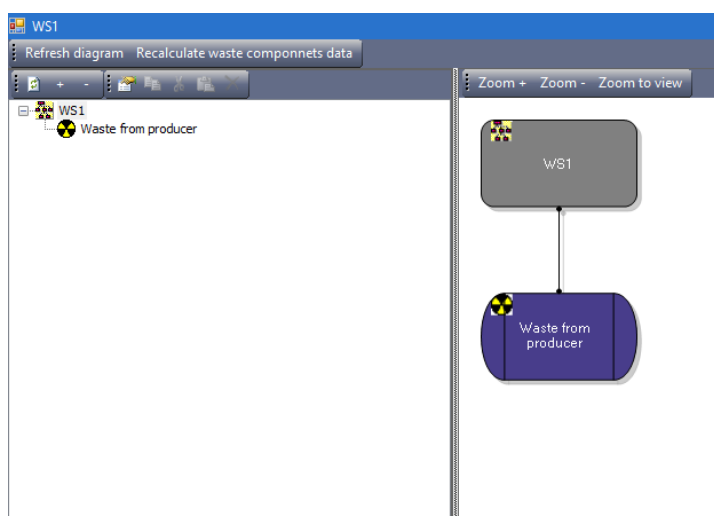 WS1
Refresh diagram Recalculate waste componnets data
+ -
Zoom + Zoom - Zoom to view
WS1
Waste from producer
WS1
Waste from
producer